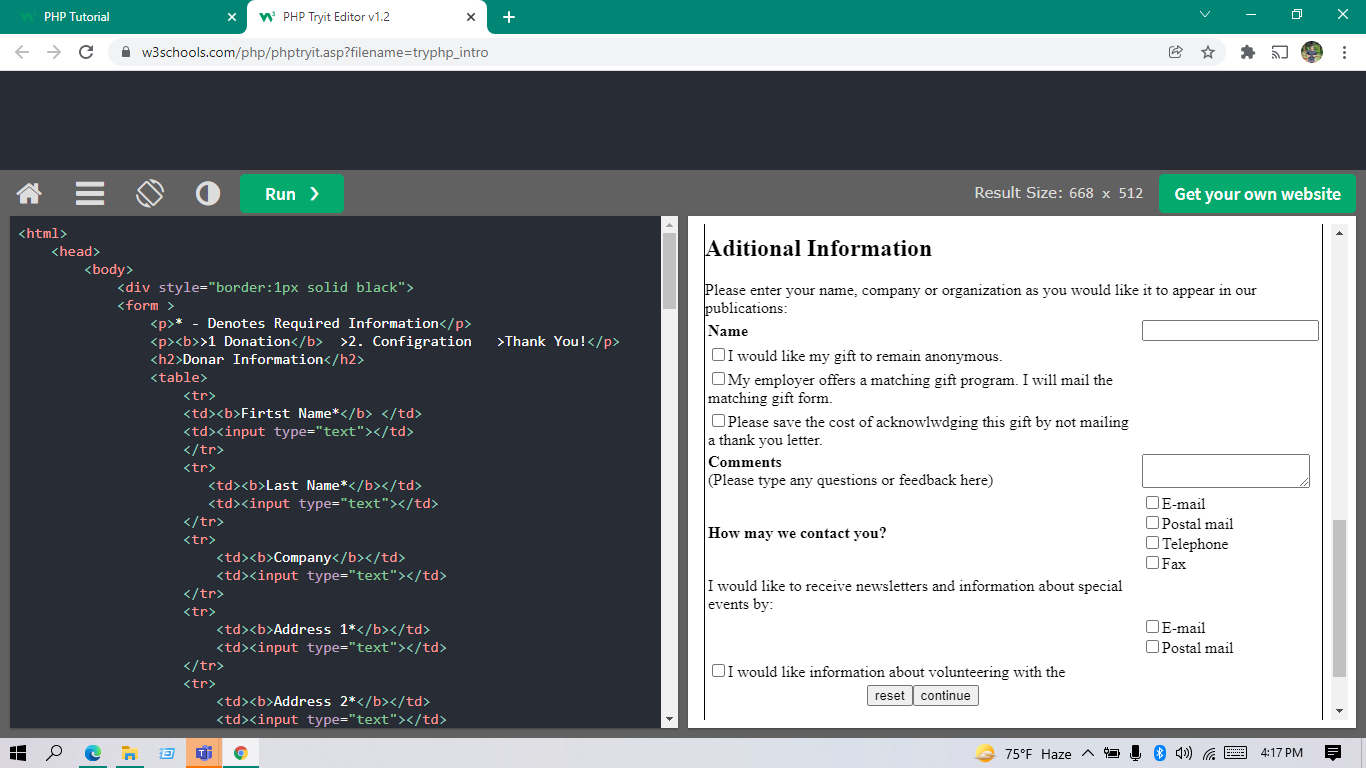 PHP Tutorial
PHP Tryit Editor v1.2
w3schools.com/php/phptryit.asp?filename=tryphp_intro
Run ❯
Result Size: 668 x 512
Get your own website
<html>
<head>
<body>
<div style="border:1px solid black">
<form >
<p>* - Denotes Required Information</p>
<p><b>>1 Donation</b>  >2. Configration   >Thank You!</p>
<h2>Donar Information</h2>
<table>
<tr>
<td><b>Firtst Name*</b> </td>
<td><input type="text"></td>
</tr>
<tr>
<td><b>Last Name*</b></td>
<td><input type="text"></td>
</tr>
<tr>
<td><b>Company</b></td>
<td><input type="text"></td>
</tr>
<tr>
<td><b>Address 1*</b></td>
<td><input type="text"></td>
</tr>
<tr>
<td><b>Address 2*</b></td>
<td><input type="text"></td>
Aditional Information
Please enter your name, company or organization as you would like it to appear in our
publications:
Name
I would like my gift to remain anonymous.
My employer offers a matching gift program. I will mail the
matching gift form.
Please save the cost of acknowlwdging this gift by not mailing
a thank you letter.
Comments
(Please type any questions or feedback here)
How may we contact you?
E-mail
Postal mail
Telephone
Fax
I would like to receive newsletters and information about special
events by:
E-mail
Postal mail
I would like information about volunteering with the
reset continue
75°F Haze
4:17 PM